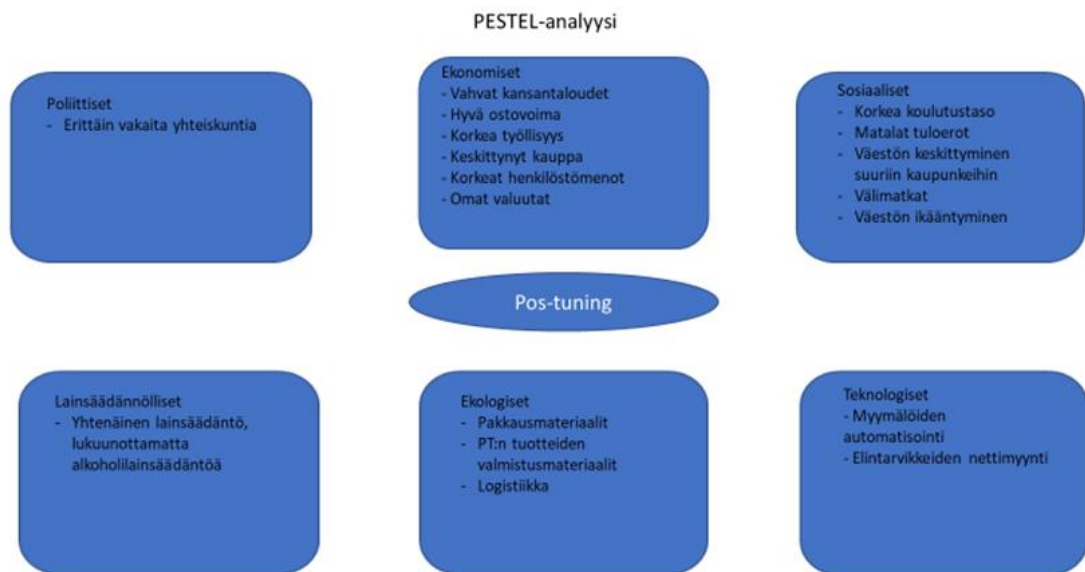 PESTEL-analyysi
Poliittiset
- Erittäin vakaita yhteiskuntia
Ekonomiset
- Vahvat kansantaloudet
- Hyvä ostovoima
- Korkea työllisyys
- Keskittynyt kauppa
- Korkeat henkilöstömenot
- Omat valuutat
Sosiaaliset
- Korkea koulutustaso
- Matalat tuloerot
- Väestön keskittyminen
suuriin kaupunkeihin
- Välimatkat
- Väestön ikääntyminen
Pos-tuning
Lainsäädännölliset
- Yhtenäinen lainsäädäntö,
lukuunottamatta
alkoholilainsäädäntöä
Ekologiset
- Pakkausmateriaalit
- PT:n tuotteiden
valmistusmateriaalit
- Logistiikka
Teknologiset
- Myymälöiden
automatisointi
- Elintarvikkeiden nettimyynti